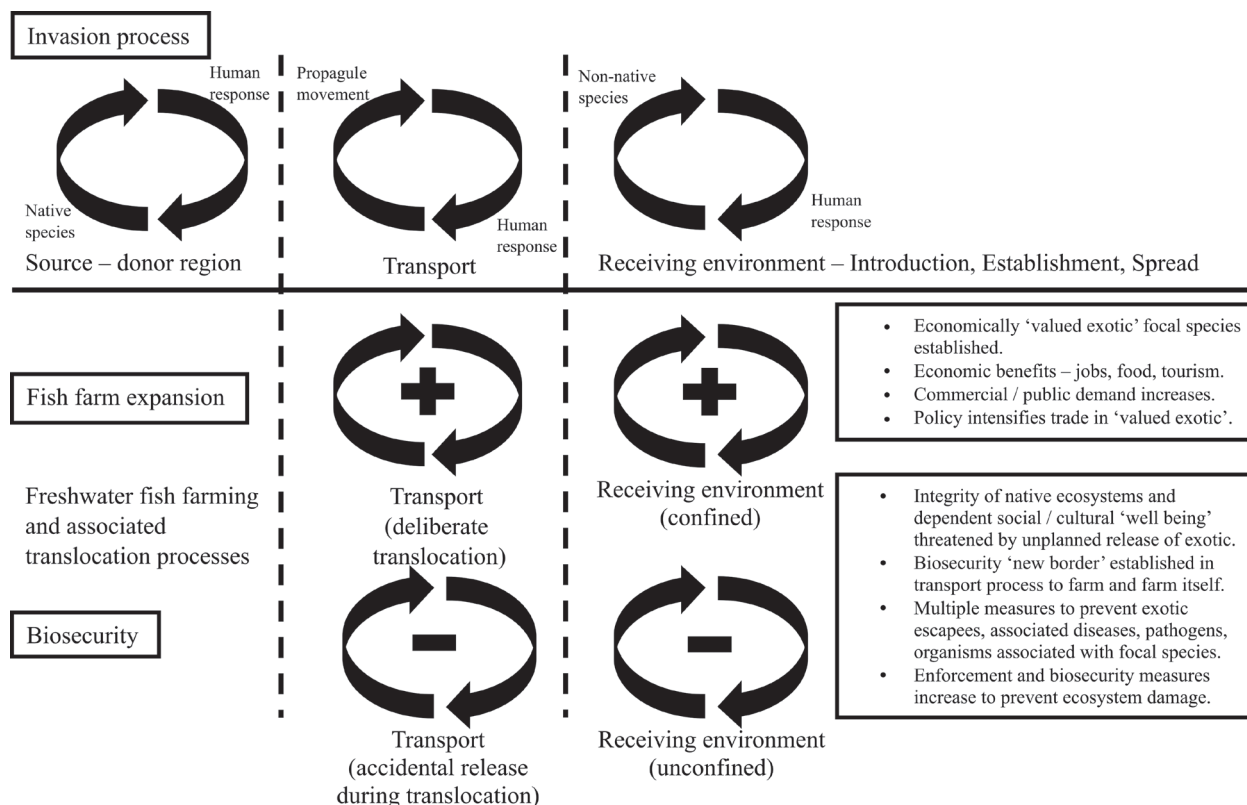 Invasion process
Human
response
Propagule
movement
Non-native
species
Native
species
Human
response
Human
response
Source – donor region
Transport
Receiving environment – Introduction, Establishment, Spread
Fish farm expansion
• Economically ‘valued exotic’ focal species
established.
• Economic benefits – jobs, food, tourism.
• Commercial / public demand increases.
• Policy intensifies trade in ‘valued exotic’.
Freshwater fish farming
and associated
translocation processes
Transport
(deliberate
translocation)
Receiving environment
(confined)
Biosecurity
• Integrity of native ecosystems and
dependent social / cultural ‘well being’
threatened by unplanned release of exotic.
• Biosecurity ‘new border’ established in
transport process to farm and farm itself.
• Multiple measures to prevent exotic
escapees, associated diseases, pathogens,
organisms associated with focal species.
• Enforcement and biosecurity measures
increase to prevent ecosystem damage.
Transport
(accidental release
during translocation)
Receiving environment
(unconfined)